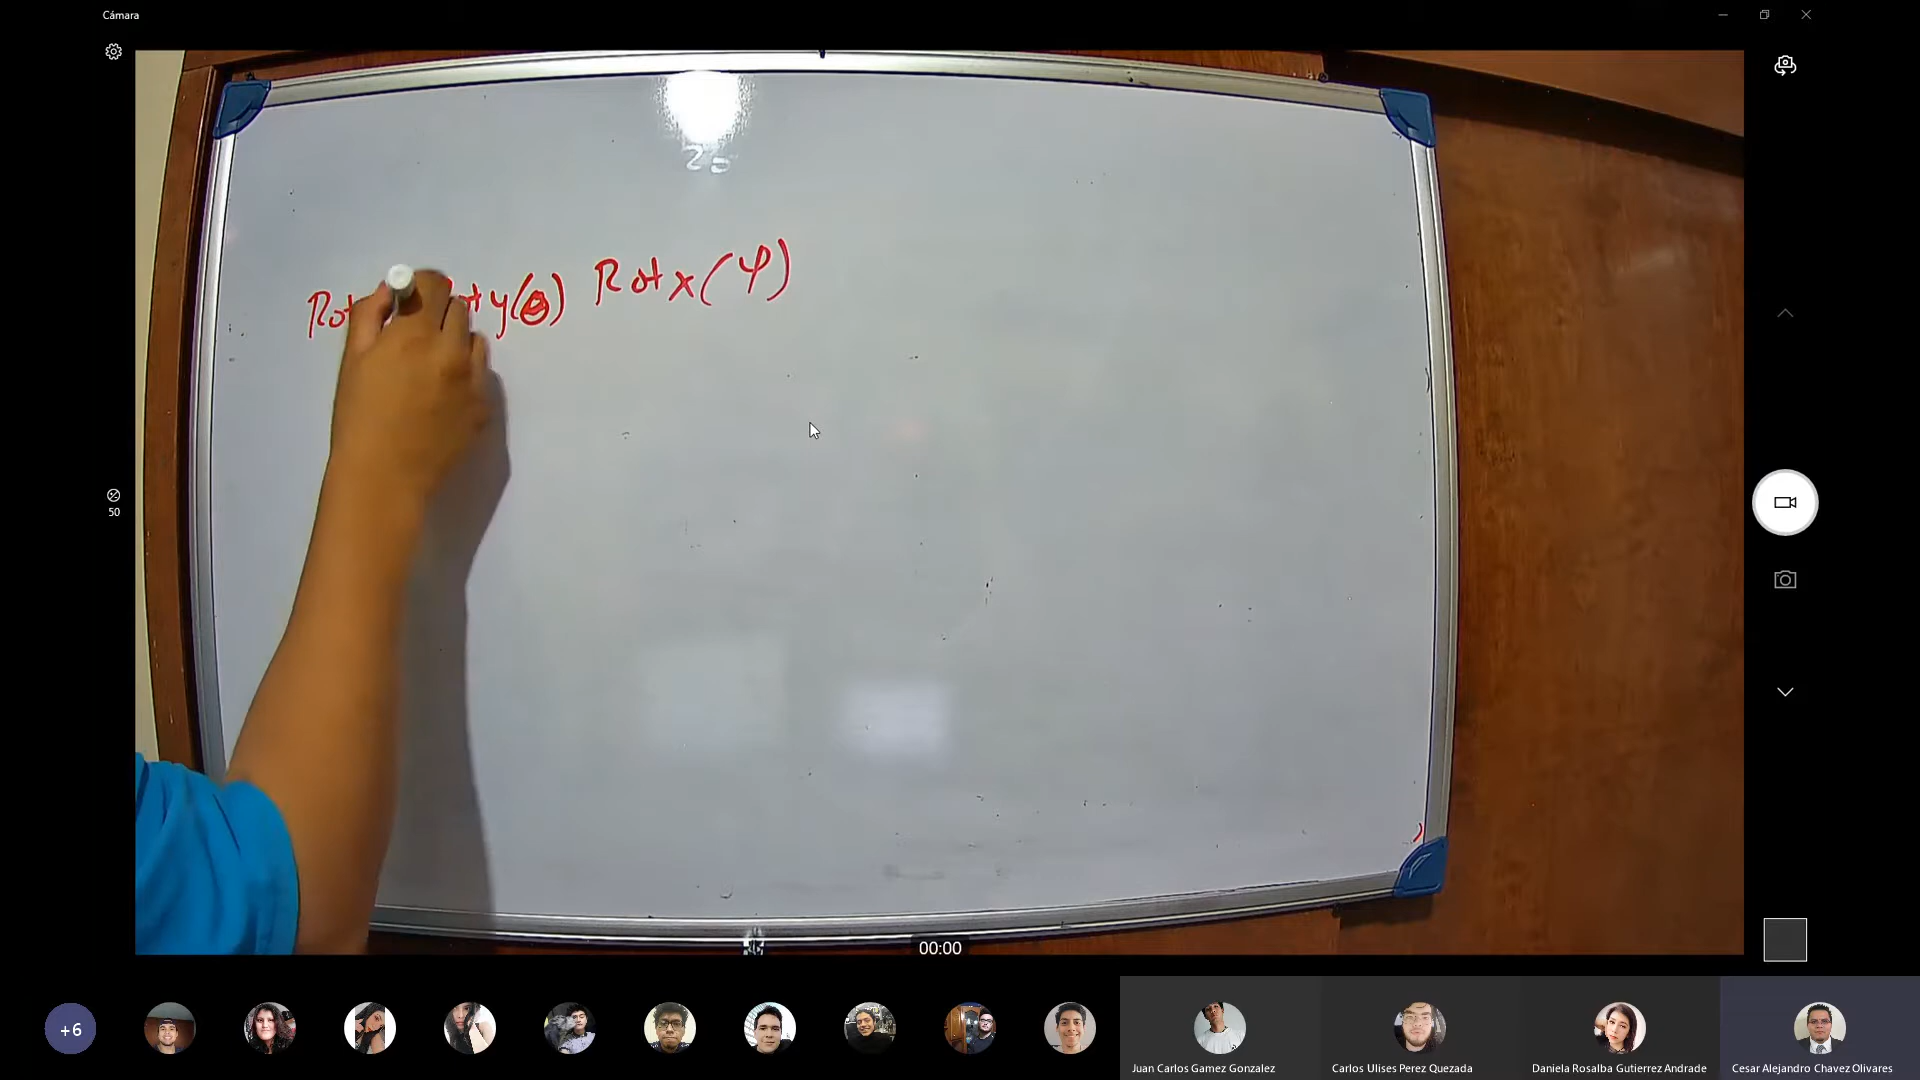 Cámara
50
Rot y(θ) Rotx(φ)
00:00
+6
Juan Carlos Gamez Gonzalez
Carlos Ulises Perez Quezada
Daniela Rosalba Gutierrez Andrade
Cesar Alejandro Chavez Olivares